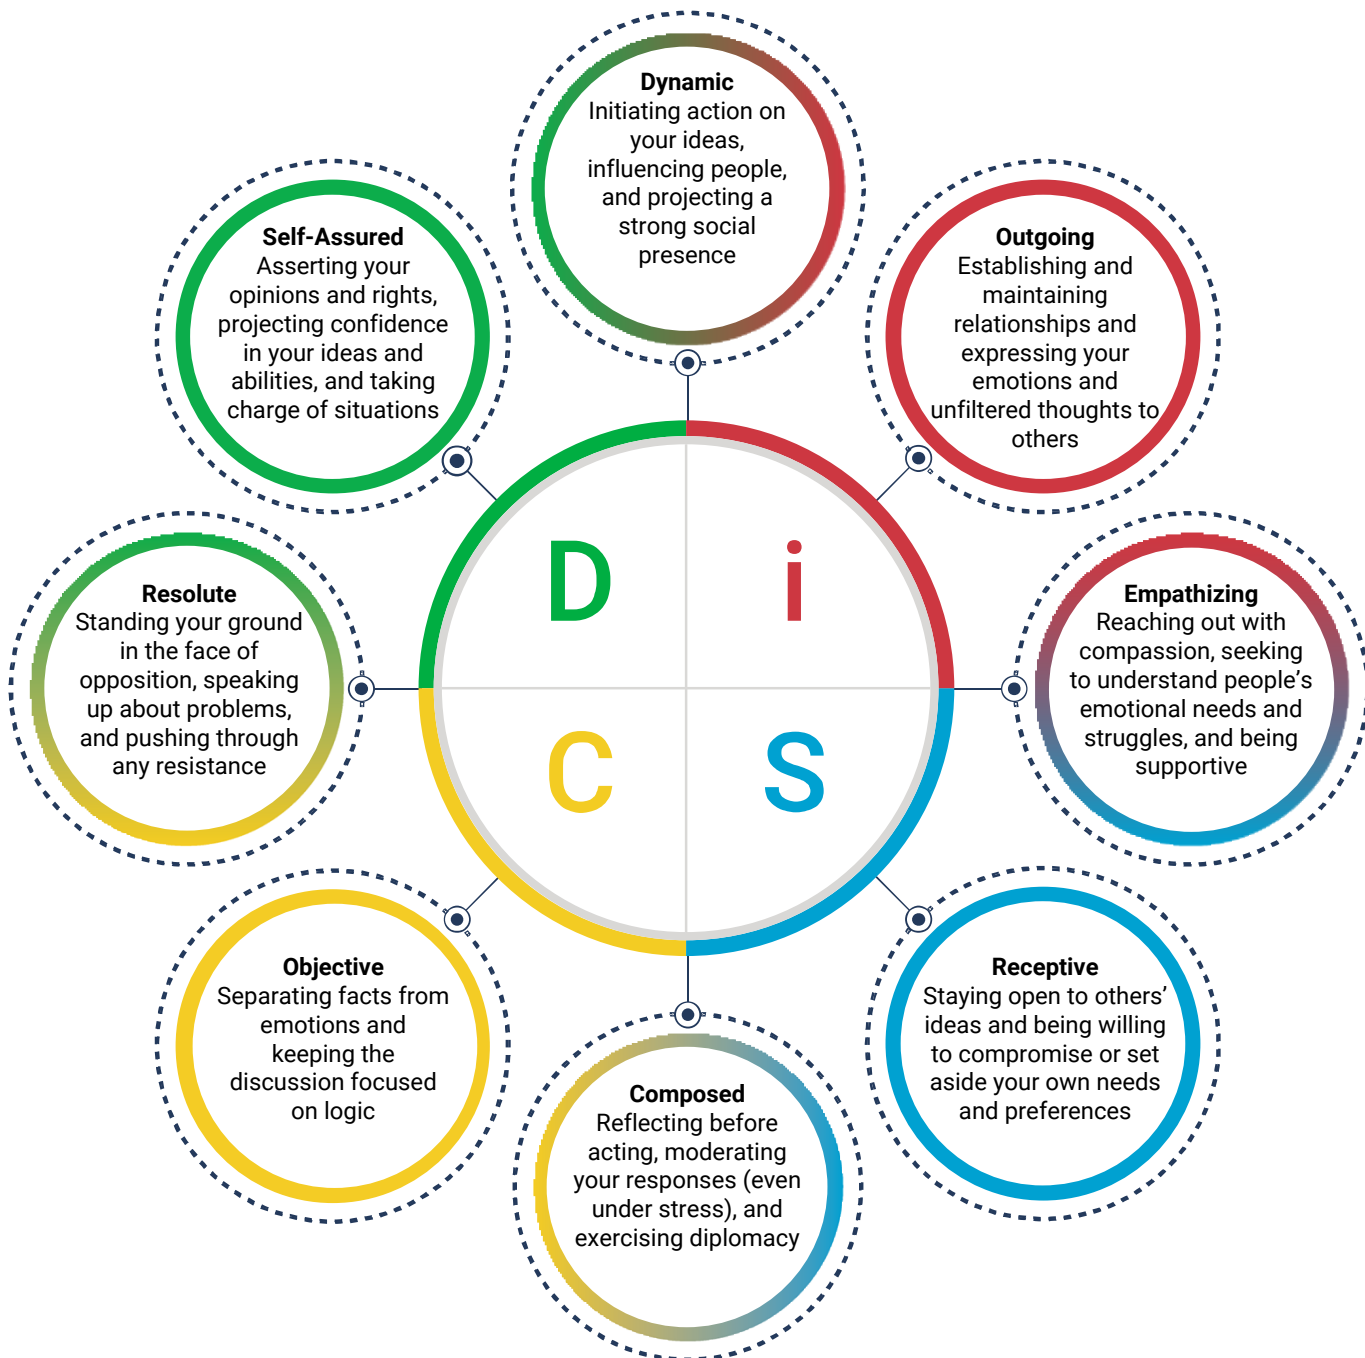 Dynamic
Initiating action on
your ideas,
influencing people,
and projecting a
strong social
presence
Self-Assured
Asserting your
opinions and rights,
projecting confidence
in your ideas and
abilities, and taking
charge of situations
Outgoing
Establishing and
maintaining
relationships and
expressing your
emotions and
unfiltered thoughts to
others
Resolute
Standing your ground
in the face of
opposition, speaking
up about problems,
and pushing through
any resistance
D
i
C
S
Empathizing
Reaching out with
compassion, seeking
to understand people’s
emotional needs and
struggles, and being
supportive
Objective
Separating facts from
emotions and
keeping the
discussion focused
on logic
Composed
Reflecting before
acting, moderating
your responses (even
under stress), and
exercising diplomacy
Receptive
Staying open to others’
ideas and being willing
to compromise or set
aside your own needs
and preferences